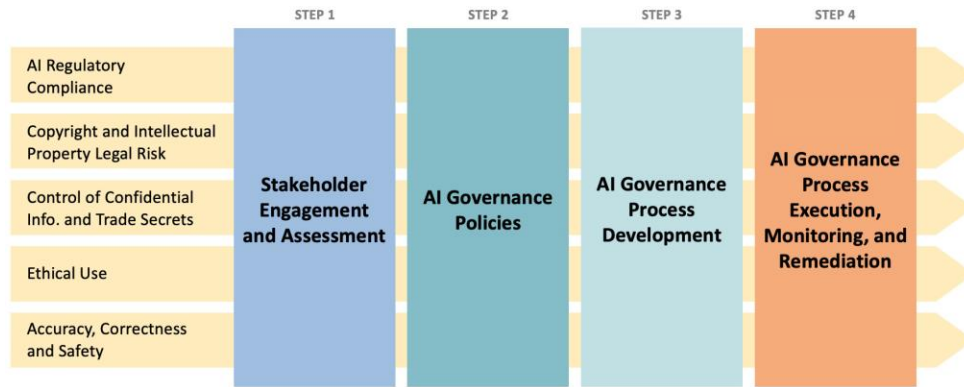 STEP 1
STEP 2
STEP 3
STEP 4
AI Regulatory
Compliance
Copyright and Intellectual
Property Legal Risk
Control of Confidential
Info. and Trade Secrets
Ethical Use
Accuracy, Correctness
and Safety
Stakeholder
Engagement
and Assessment
AI Governance
Policies
AI Governance
Process
Development
AI Governance
Process
Execution,
Monitoring, and
Remediation